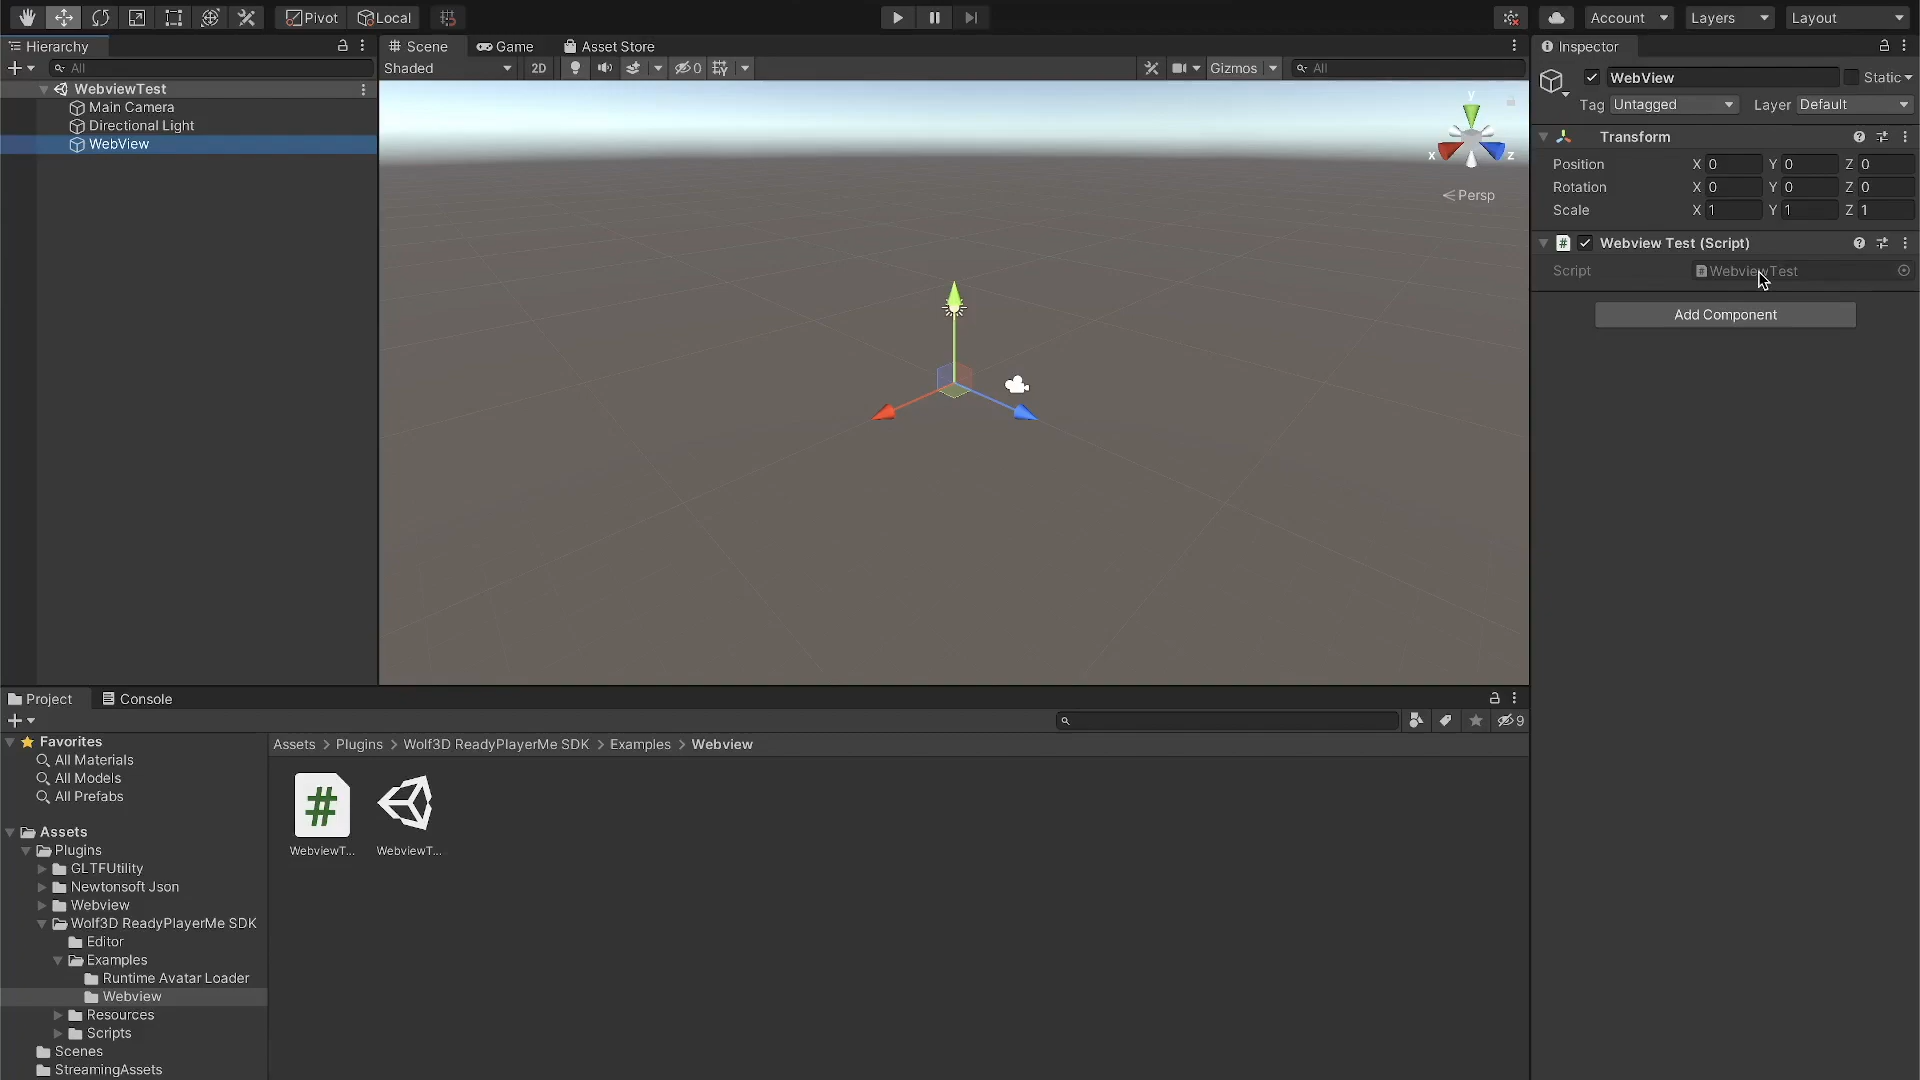 Pivot Local Account Layers Layout
Hierarchy
All
WebviewTest
Main Camera
Directional Light
WebView
Scene Game Asset Store
Shaded 2D 0 Gizmos All
y
x z
Persp
Inspector
WebView Static
Tag Untagged Layer Default
Transform
Position X 0 Y 0 Z 0
Rotation X 0 Y 0 Z 0
Scale X 1 Y 1 Z 1
# Webview Test (Script)
Script WebviewTest
Add Component
Project Console
9
Favorites
All Materials
All Models
All Prefabs
Assets
Plugins
GLTFUtility
Newtonsoft Json
Webview
Wolf3D ReadyPlayerMe SDK
Editor
Examples
Runtime Avatar Loader
Webview
Resources
Scripts
Scenes
StreamingAssets
Assets > Plugins > Wolf3D ReadyPlayerMe SDK > Examples > Webview
#
WebviewT... WebviewT...